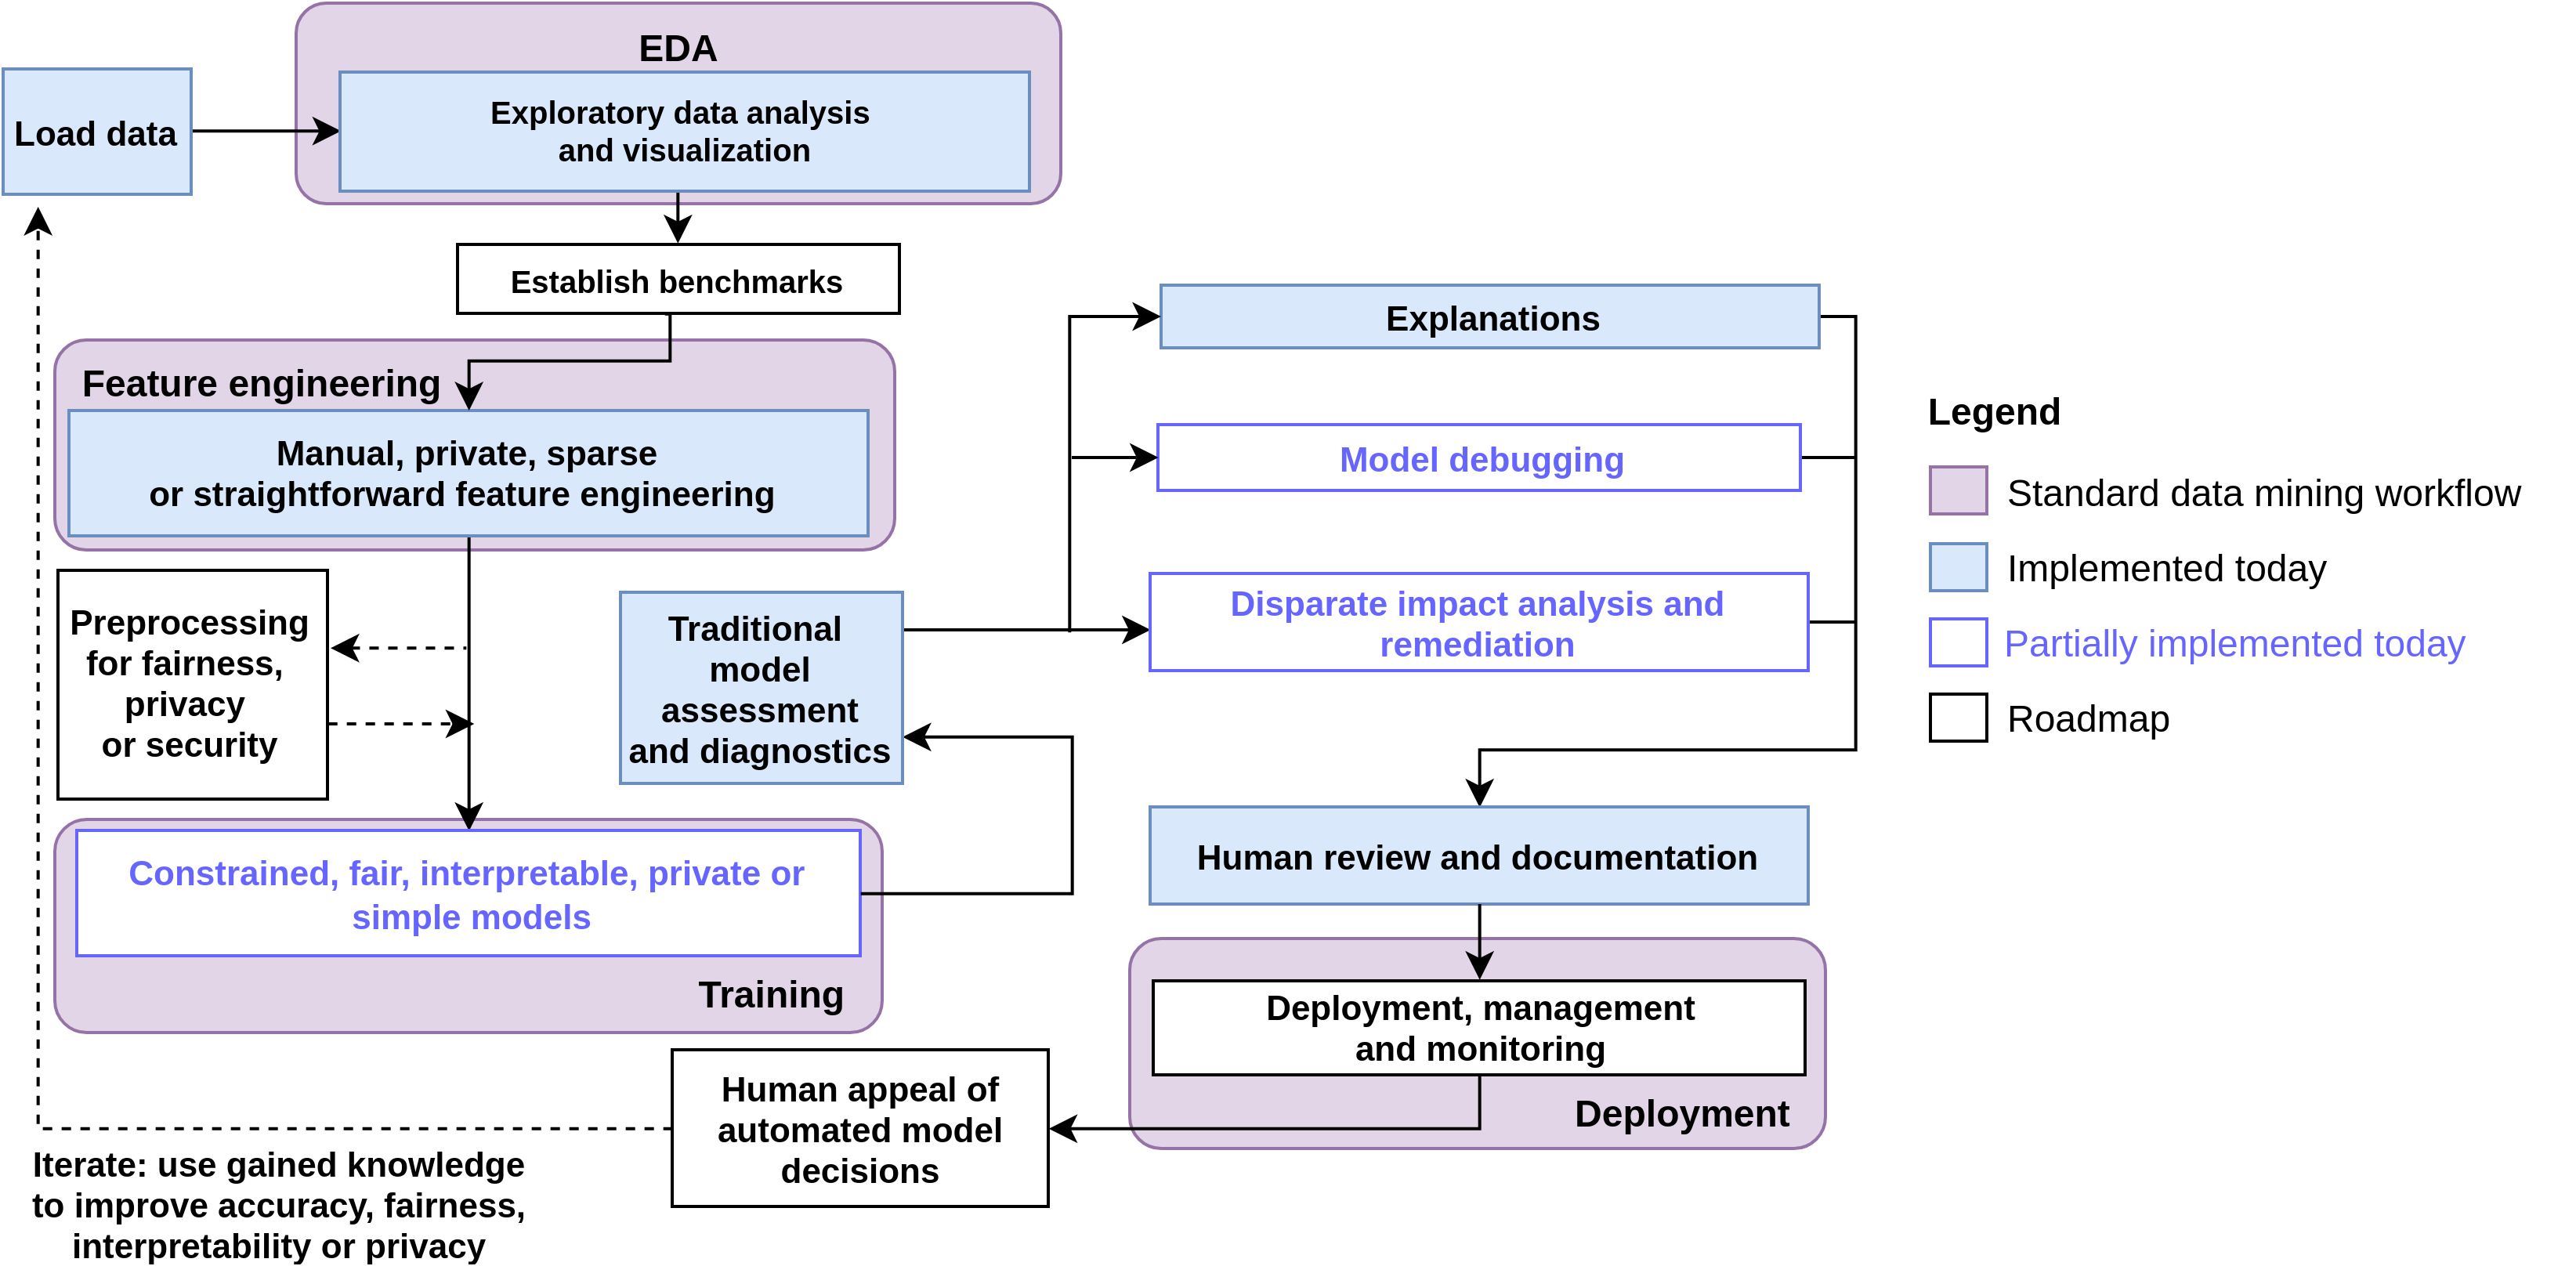 EDA
Load data
Exploratory data analysis
and visualization
Establish benchmarks
Feature engineering
Manual, private, sparse
or straightforward feature engineering
Preprocessing
for fairness,
privacy
or security
Constrained, fair, interpretable, private or
simple models
Training
Traditional
model
assessment
and diagnostics
Explanations
Model debugging
Disparate impact analysis and
remediation
Human review and documentation
Deployment, management
and monitoring
Deployment
Human appeal of
automated model
decisions
Iterate: use gained knowledge
to improve accuracy, fairness,
interpretability or privacy
Legend
Standard data mining workflow
Implemented today
Partially implemented today
Roadmap